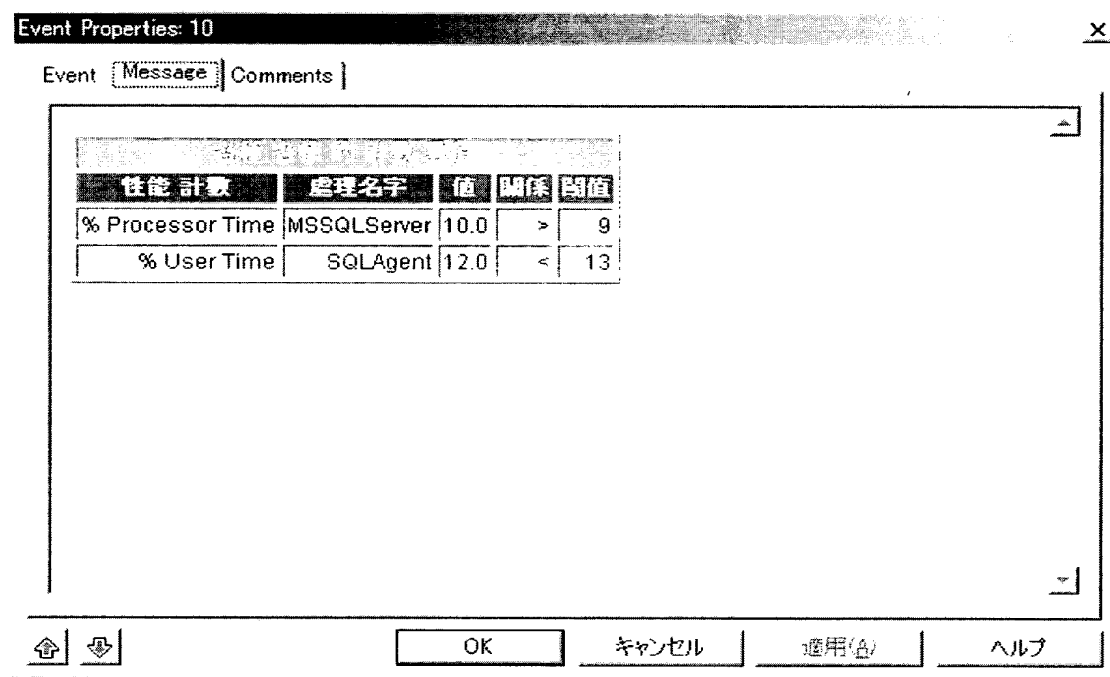 Event Properties: 10
Event Message Comments
性能 計數 處理名字 值 關係 閾值
% Processor Time MSSQLServer 10.0 > 9
% User Time SQLAgent 12.0 < 13
OK キャンセル 適用(A) ヘルプ